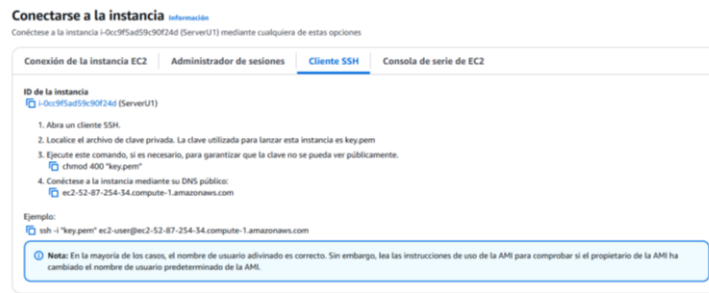 Conectarse a la instancia Información
Conéctese a la instancia i-0cc9f5ad59c90f24d (ServerU1) mediante cualquiera de estas opciones
Conexión de la instancia EC2 Administrador de sesiones Cliente SSH Consola de serie de EC2
ID de la instancia
i-0cc9f5ad59c90f24d (ServerU1)
1. Abra un cliente SSH.
2. Localice el archivo de clave privada. La clave utilizada para lanzar esta instancia es key.pem
3. Ejecute este comando, si es necesario, para garantizar que la clave no se pueda ver públicamente.
chmod 400 "key.pem"
4. Conéctese a la instancia mediante su DNS público:
ec2-52-87-254-34.compute-1.amazonaws.com
Ejemplo:
ssh -i "key.pem" ec2-user@ec2-52-87-254-34.compute-1.amazonaws.com
Nota: En la mayoría de los casos, el nombre de usuario adivinado es correcto. Sin embargo, lea las instrucciones de uso de la AMI para comprobar si el propietario de la AMI ha
cambiado el nombre de usuario predeterminado de la AMI.